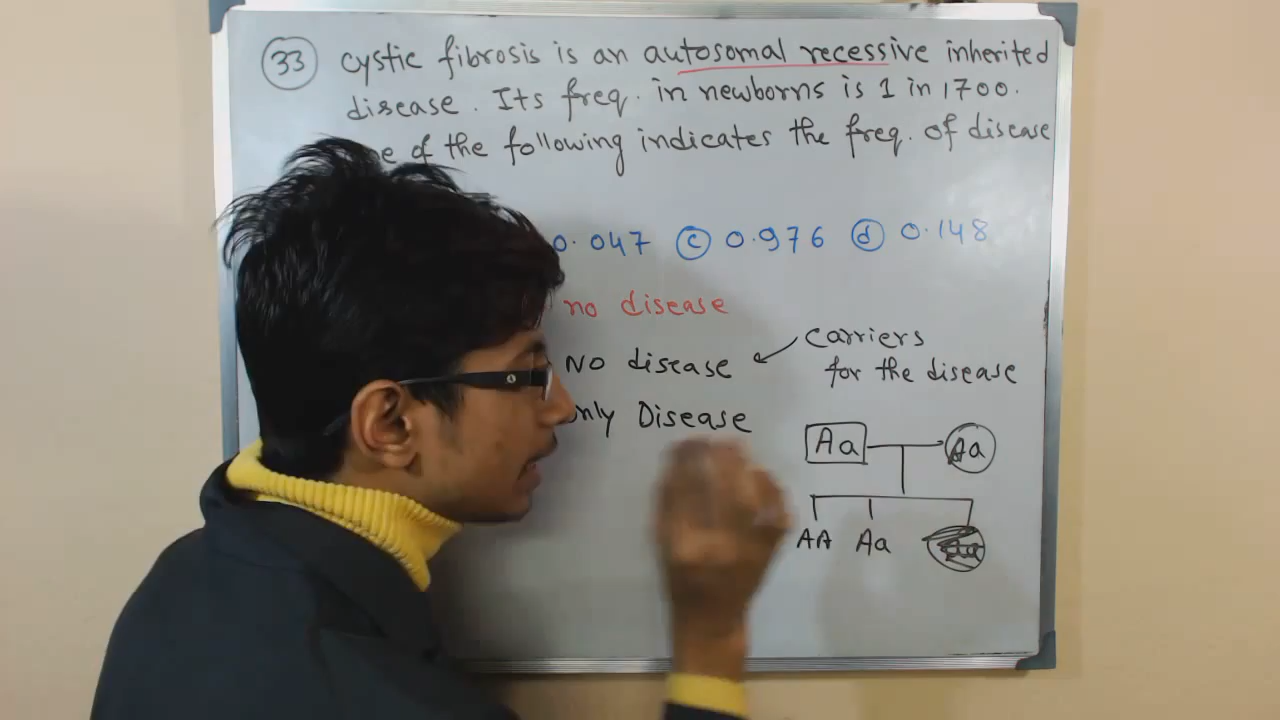 33 cystic fibrosis is an autosomal recessive inherited
disease. Its freq. in newborns is 1 in 1700.
of the following indicates the freq. of disease
0.047 c 0.976 d 0.148
no disease
No disease carriers
for the disease
Disease
Aa Aa
AA Aa